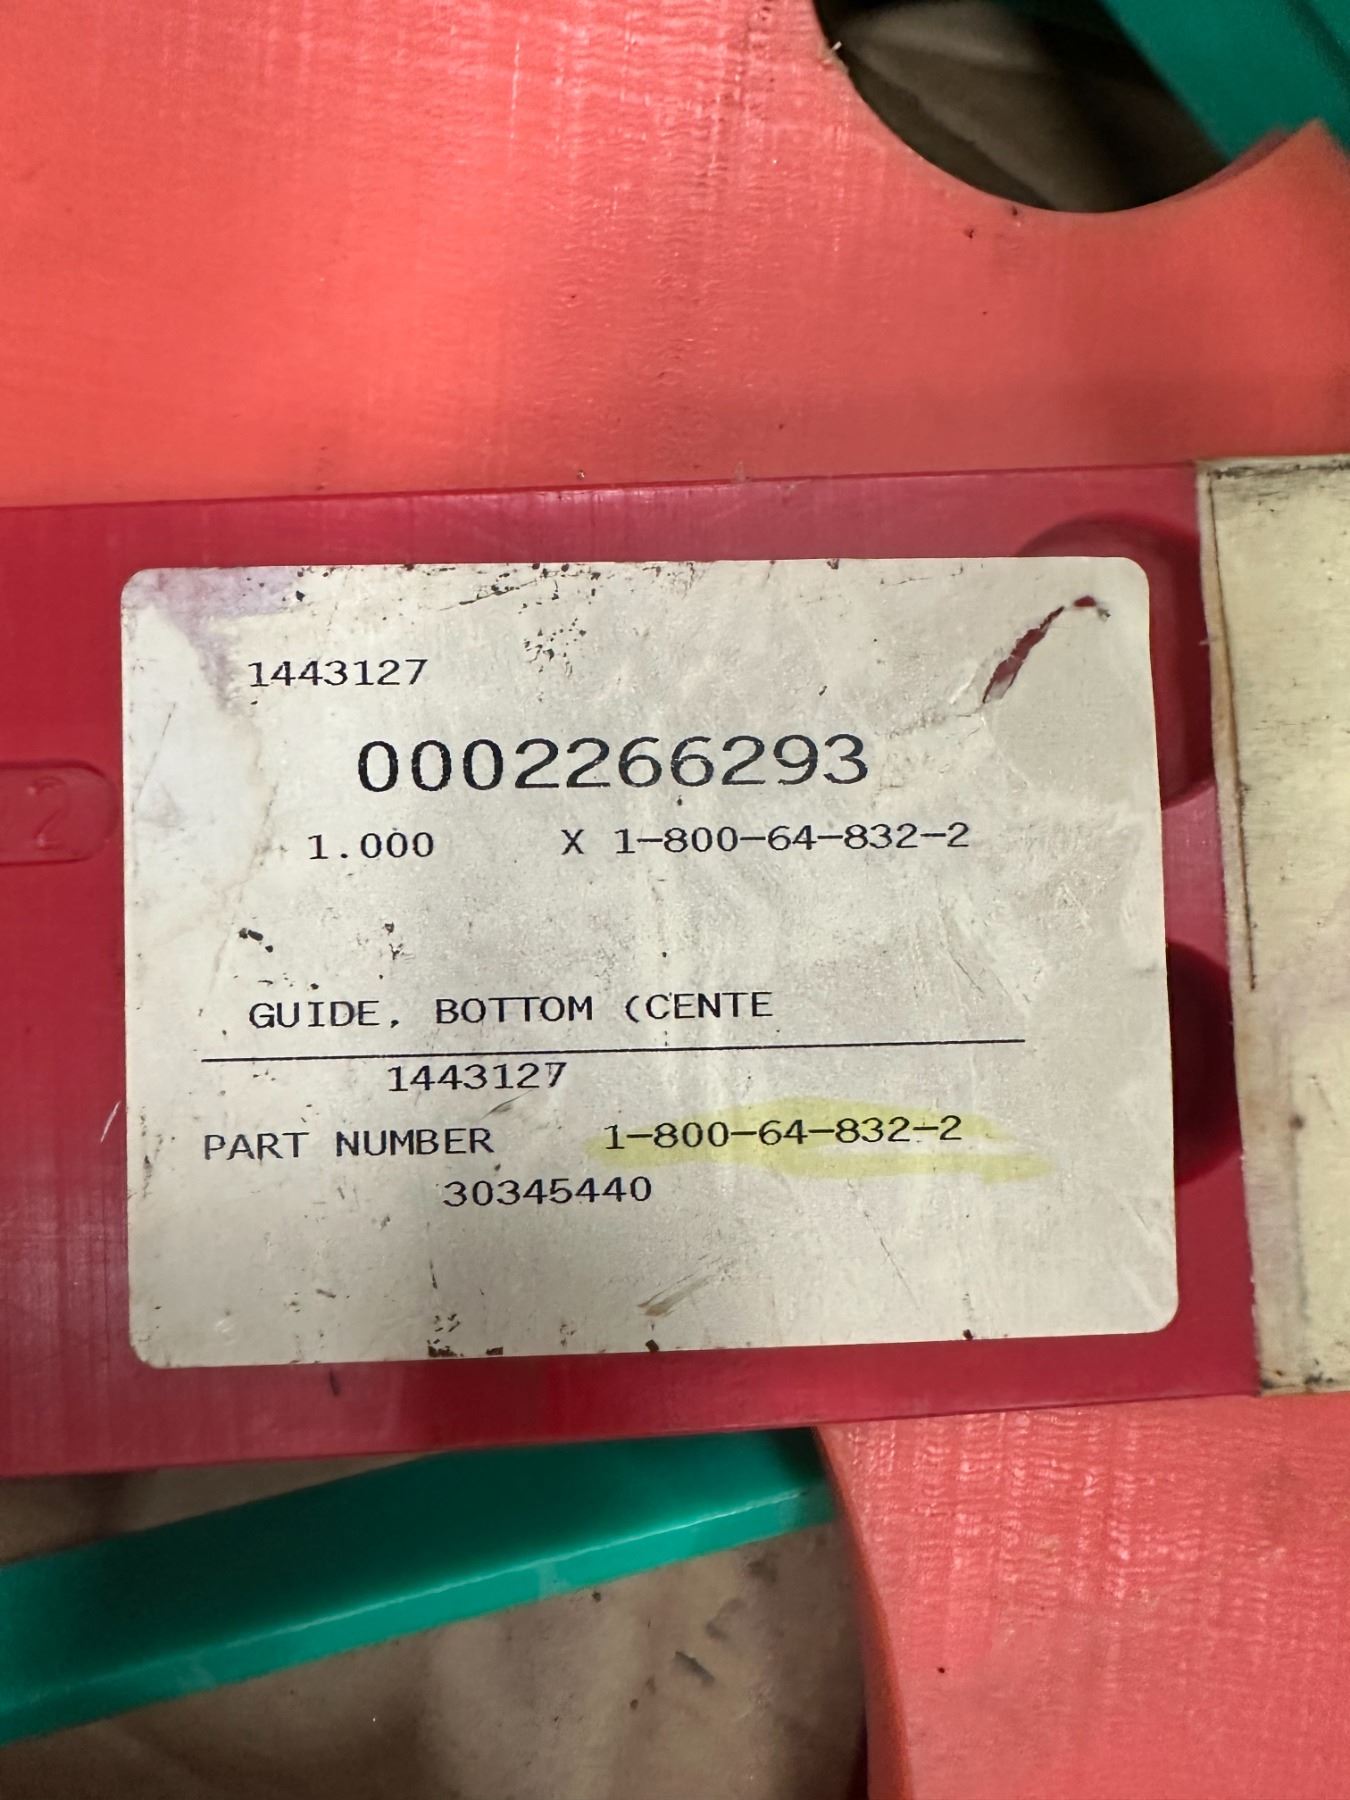 1443127
0002266293
1.000 X 1-800-64-832-2
GUIDE, BOTTOM (CENTE
1443127
PART NUMBER 1-800-64-832-2
30345440
2